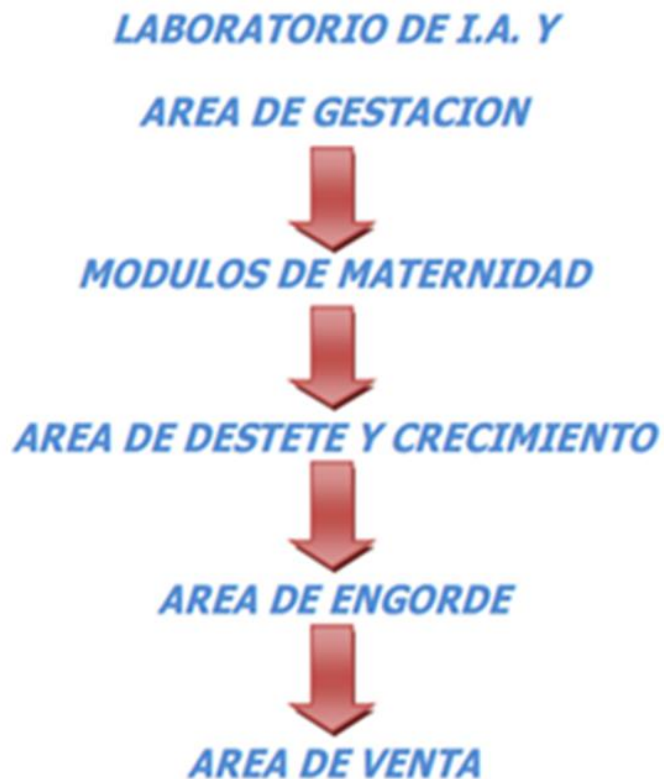 LABORATORIO DE I.A. Y
AREA DE GESTACION
MODULOS DE MATERNIDAD
AREA DE DESTETE Y CRECIMIENTO
AREA DE ENGORDE
AREA DE VENTA